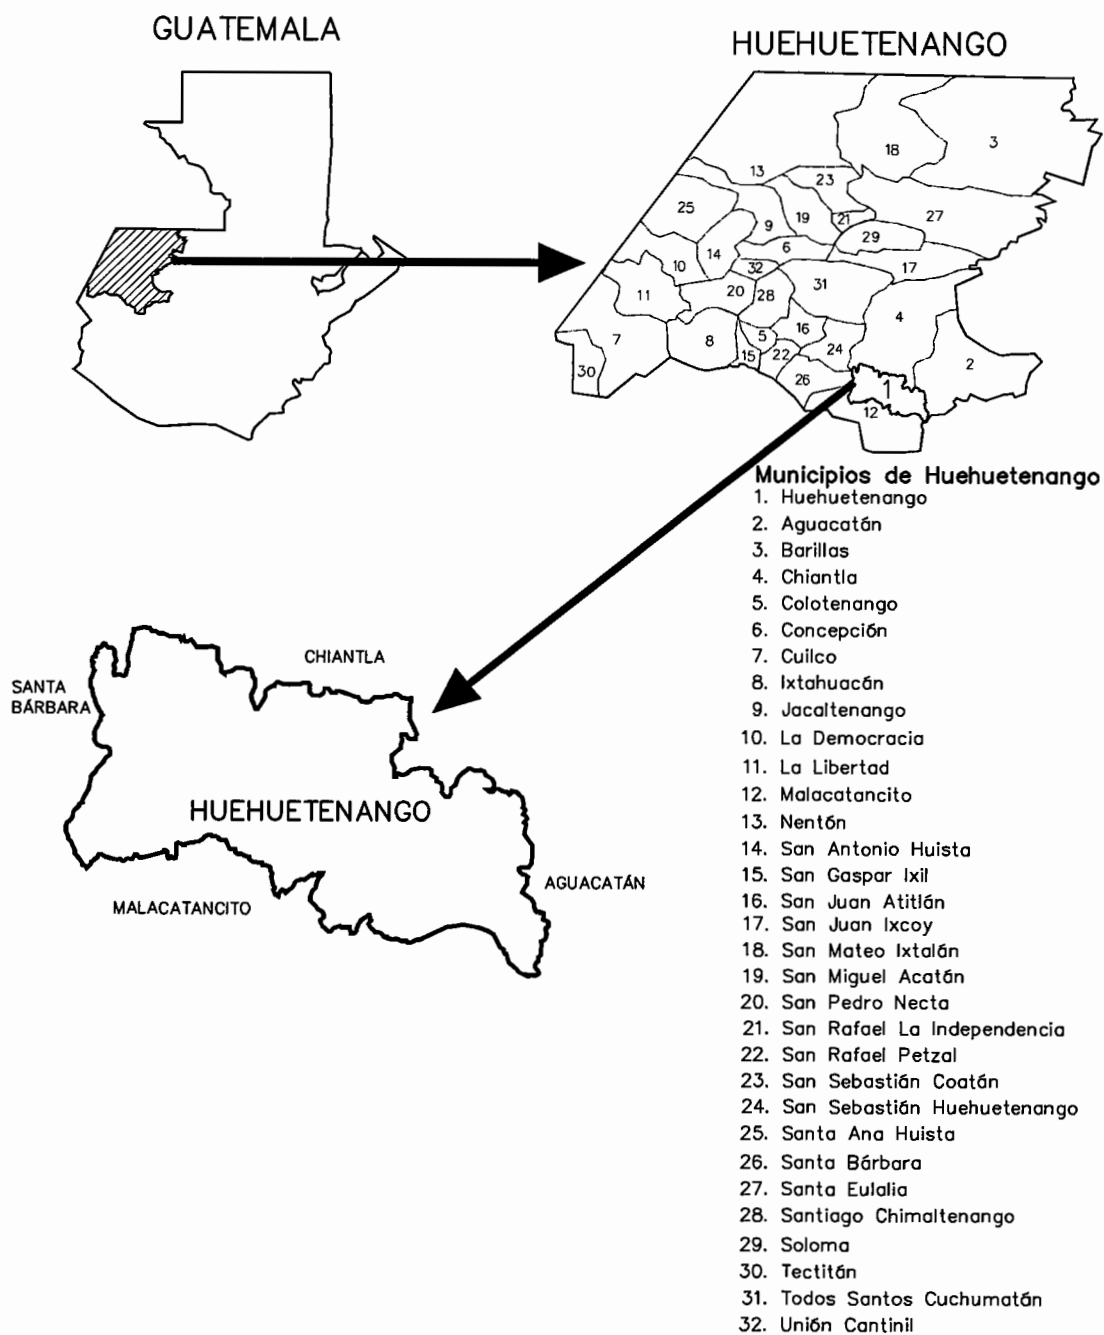 GUATEMALA
HUEHUETENANGO
3
18
13
23
25
19
21
27
9
29
6
14
17
10
32
31
20
28
11
4
16
5
7
8
24
15
22
2
30
26
1
12
Municipios de Huehuetenango
1. Huehuetenango
2. Aguacatán
3. Barillas
4. Chiantla
5. Colotenango
6. Concepción
7. Cuilco
8. Ixtahuacán
9. Jacaltenango
10. La Democracia
11. La Libertad
12. Malacatancito
13. Nentón
14. San Antonio Huista
15. San Gaspar Ixil
16. San Juan Atitlán
17. San Juan Ixcoy
18. San Mateo Ixtalán
19. San Miguel Acatán
20. San Pedro Necta
21. San Rafael La Independencia
22. San Rafael Petzal
23. San Sebastián Coatán
24. San Sebastián Huehuetenango
25. Santa Ana Huista
26. Santa Bárbara
27. Santa Eulalia
28. Santiago Chimaltenango
29. Soloma
30. Tectitán
31. Todos Santos Cuchumatán
32. Unión Cantinil
CHIANTLA
SANTA
BÁRBARA
HUEHUETENANGO
AGUACATÁN
MALACATANCITO